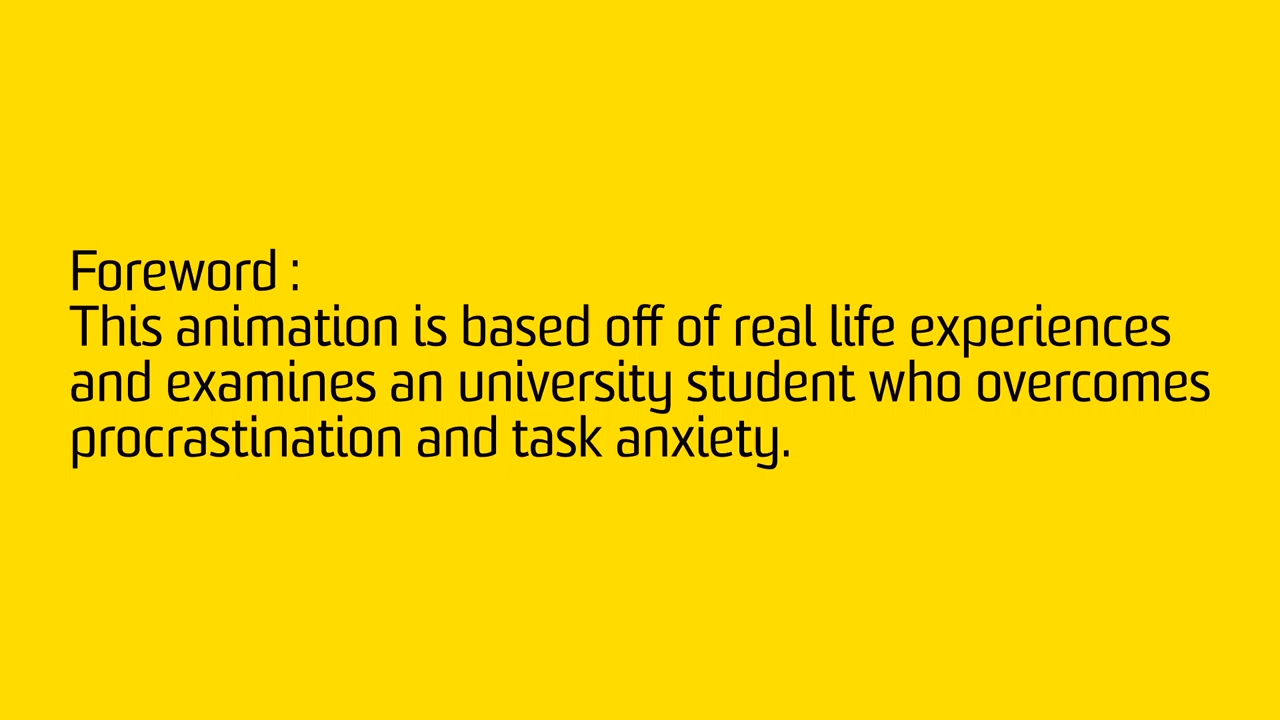 Foreword :
This animation is based off of real life experiences
and examines an university student who overcomes
procrastination and task anxiety.